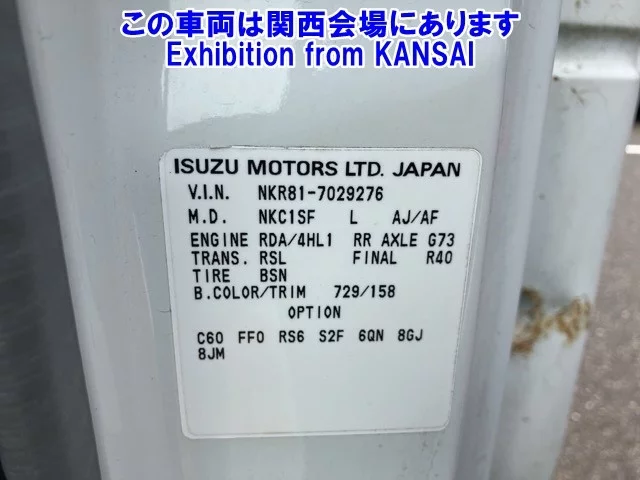 この車両は関西会場にあります
Exhibition from KANSAI
ISUZU MOTORS LTD. JAPAN
V.I.N. NKR81-7029276
M.D. NKC1SF L AJ/AF
ENGINE RDA/4HL1 RR AXLE G73
TRANS. RSL FINAL R40
TIRE BSN
B.COLOR/TRIM 729/158
OPTION
C60 FF0 RS6 S2F 6QN 8GJ
8JM